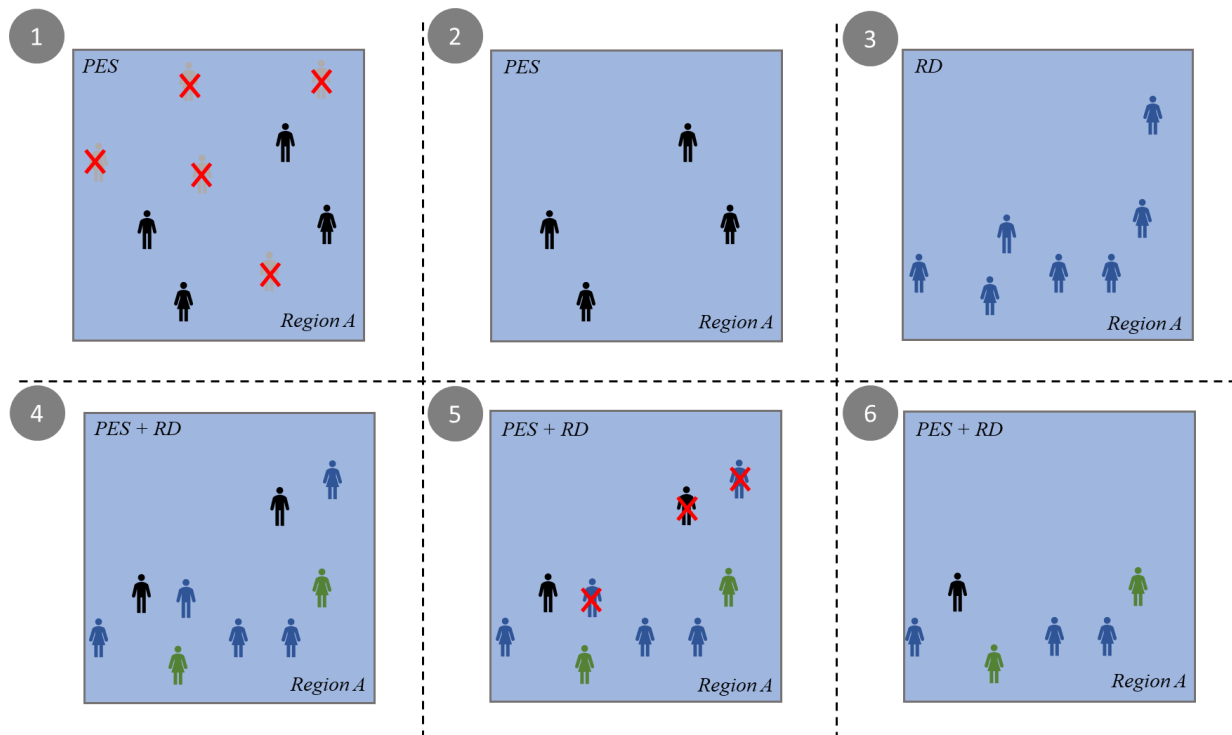 1
PES
Region A
2
PES
Region A
3
RD
Region A
4
PES + RD
Region A
5
PES + RD
Region A
6
PES + RD
Region A